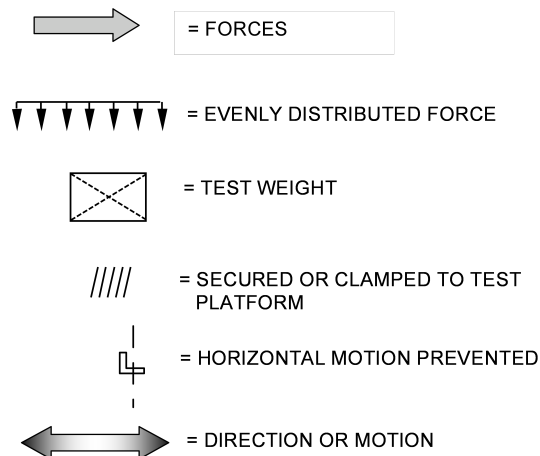 = FORCES
= EVENLY DISTRIBUTED FORCE
= TEST WEIGHT
= SECURED OR CLAMPED TO TEST
PLATFORM
= HORIZONTAL MOTION PREVENTED
= DIRECTION OR MOTION